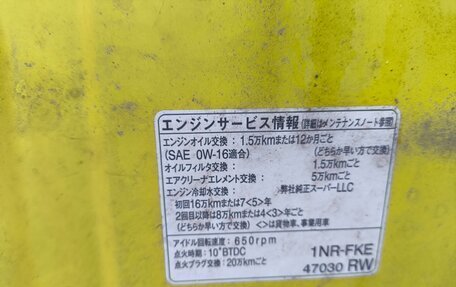 エンジンサービス情報 (詳細はメンテナンスノート参照)
エンジンオイル交換 : 1.5万kmまたは12か月ごと
(SAE 0W-16適合) (どちらか早い方で交換)
オイルフィルタ交換 : 1.5万kmごと
エアクリーナエレメント交換 : 5万kmごと
エンジン冷却水交換 : 弊社純正スーパーLLC
初回16万kmまたは7<5>年
2回目以降は8万kmまたは4<3>年ごと
(どちらか早い方で交換) <>は貨物車、事業用車
アイドル回転速度 : 650rpm
点火時期 : 10°BTDC 1NR-FKE
点火プラグ交換 : 20万kmごと 47030 RW